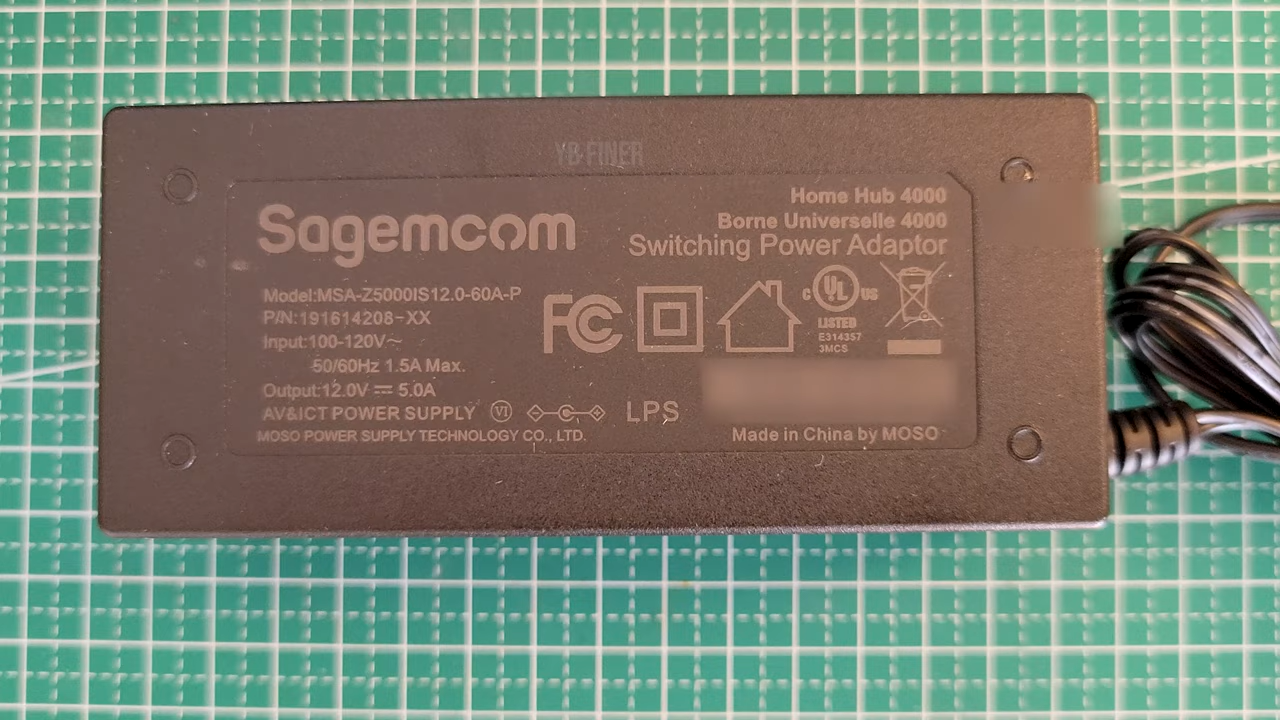 YB-FINER
Sagemcom
Home Hub 4000
Borne Universelle 4000
Switching Power Adaptor
Model:MSA-Z5000IS12.0-60A-P
P/N:191614208-XX
Input:100-120V~
50/60Hz 1.5A Max.
Output:12.0V ⎓ 5.0A
AV&ICT POWER SUPPLY VI
LPS
MOSO POWER SUPPLY TECHNOLOGY CO., LTD.
FC
C UL US
LISTED
E314357
3MCS
Made in China by MOSO